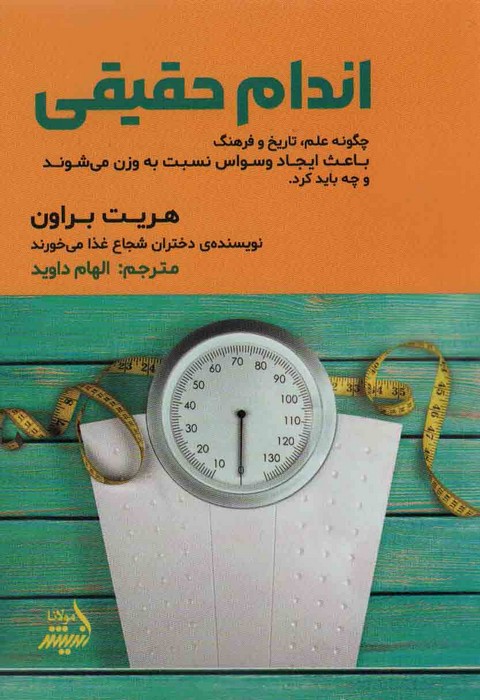 اندام حقیقی
چگونه علم، تاریخ و فرهنگ
باعث ایجاد وسواس نسبت به وزن می‌شوند
و چه باید کرد.
هریت براون
نویسنده‌ی دختران شجاع غذا می‌خورند
مترجم: الهام داوید
10
20
30
40
50
60
70
80
90
100
110
120
130
مولانا
اندیشه